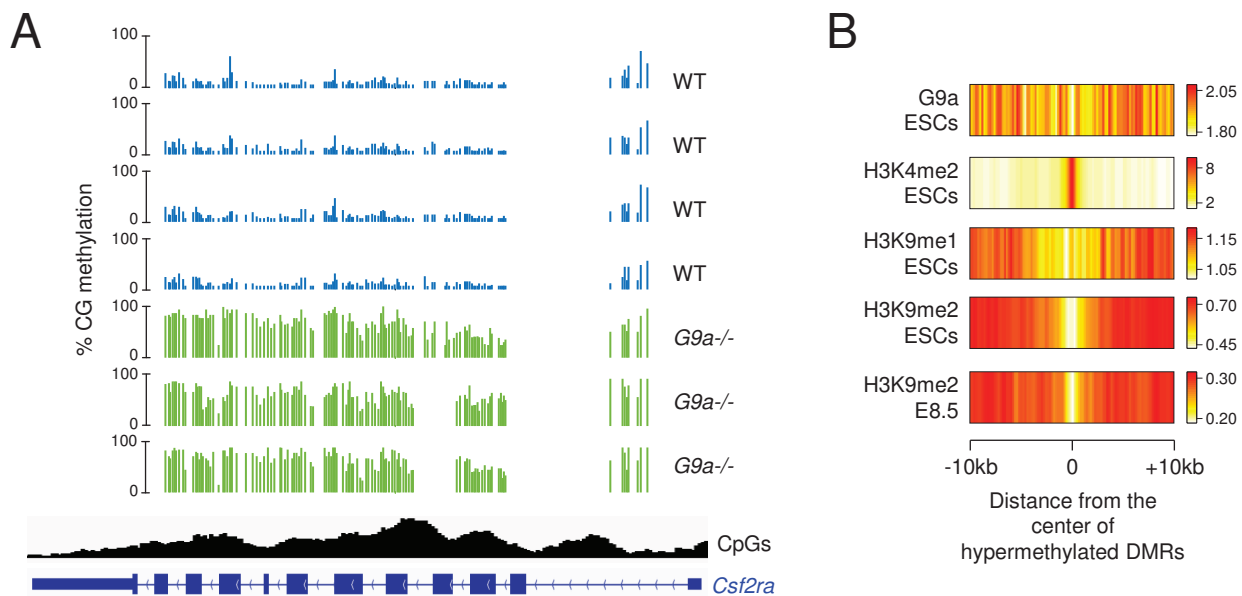 A
% CG methylation
100
0
WT
100
0
WT
100
0
WT
100
0
WT
100
0
G9a-/-
100
0
G9a-/-
100
0
G9a-/-
CpGs
Csf2ra
B
G9a
ESCs
2.05
1.80
H3K4me2
ESCs
8
2
H3K9me1
ESCs
1.15
1.05
H3K9me2
ESCs
0.70
0.45
H3K9me2
E8.5
0.30
0.20
-10kb 0 +10kb
Distance from the
center of
hypermethylated DMRs